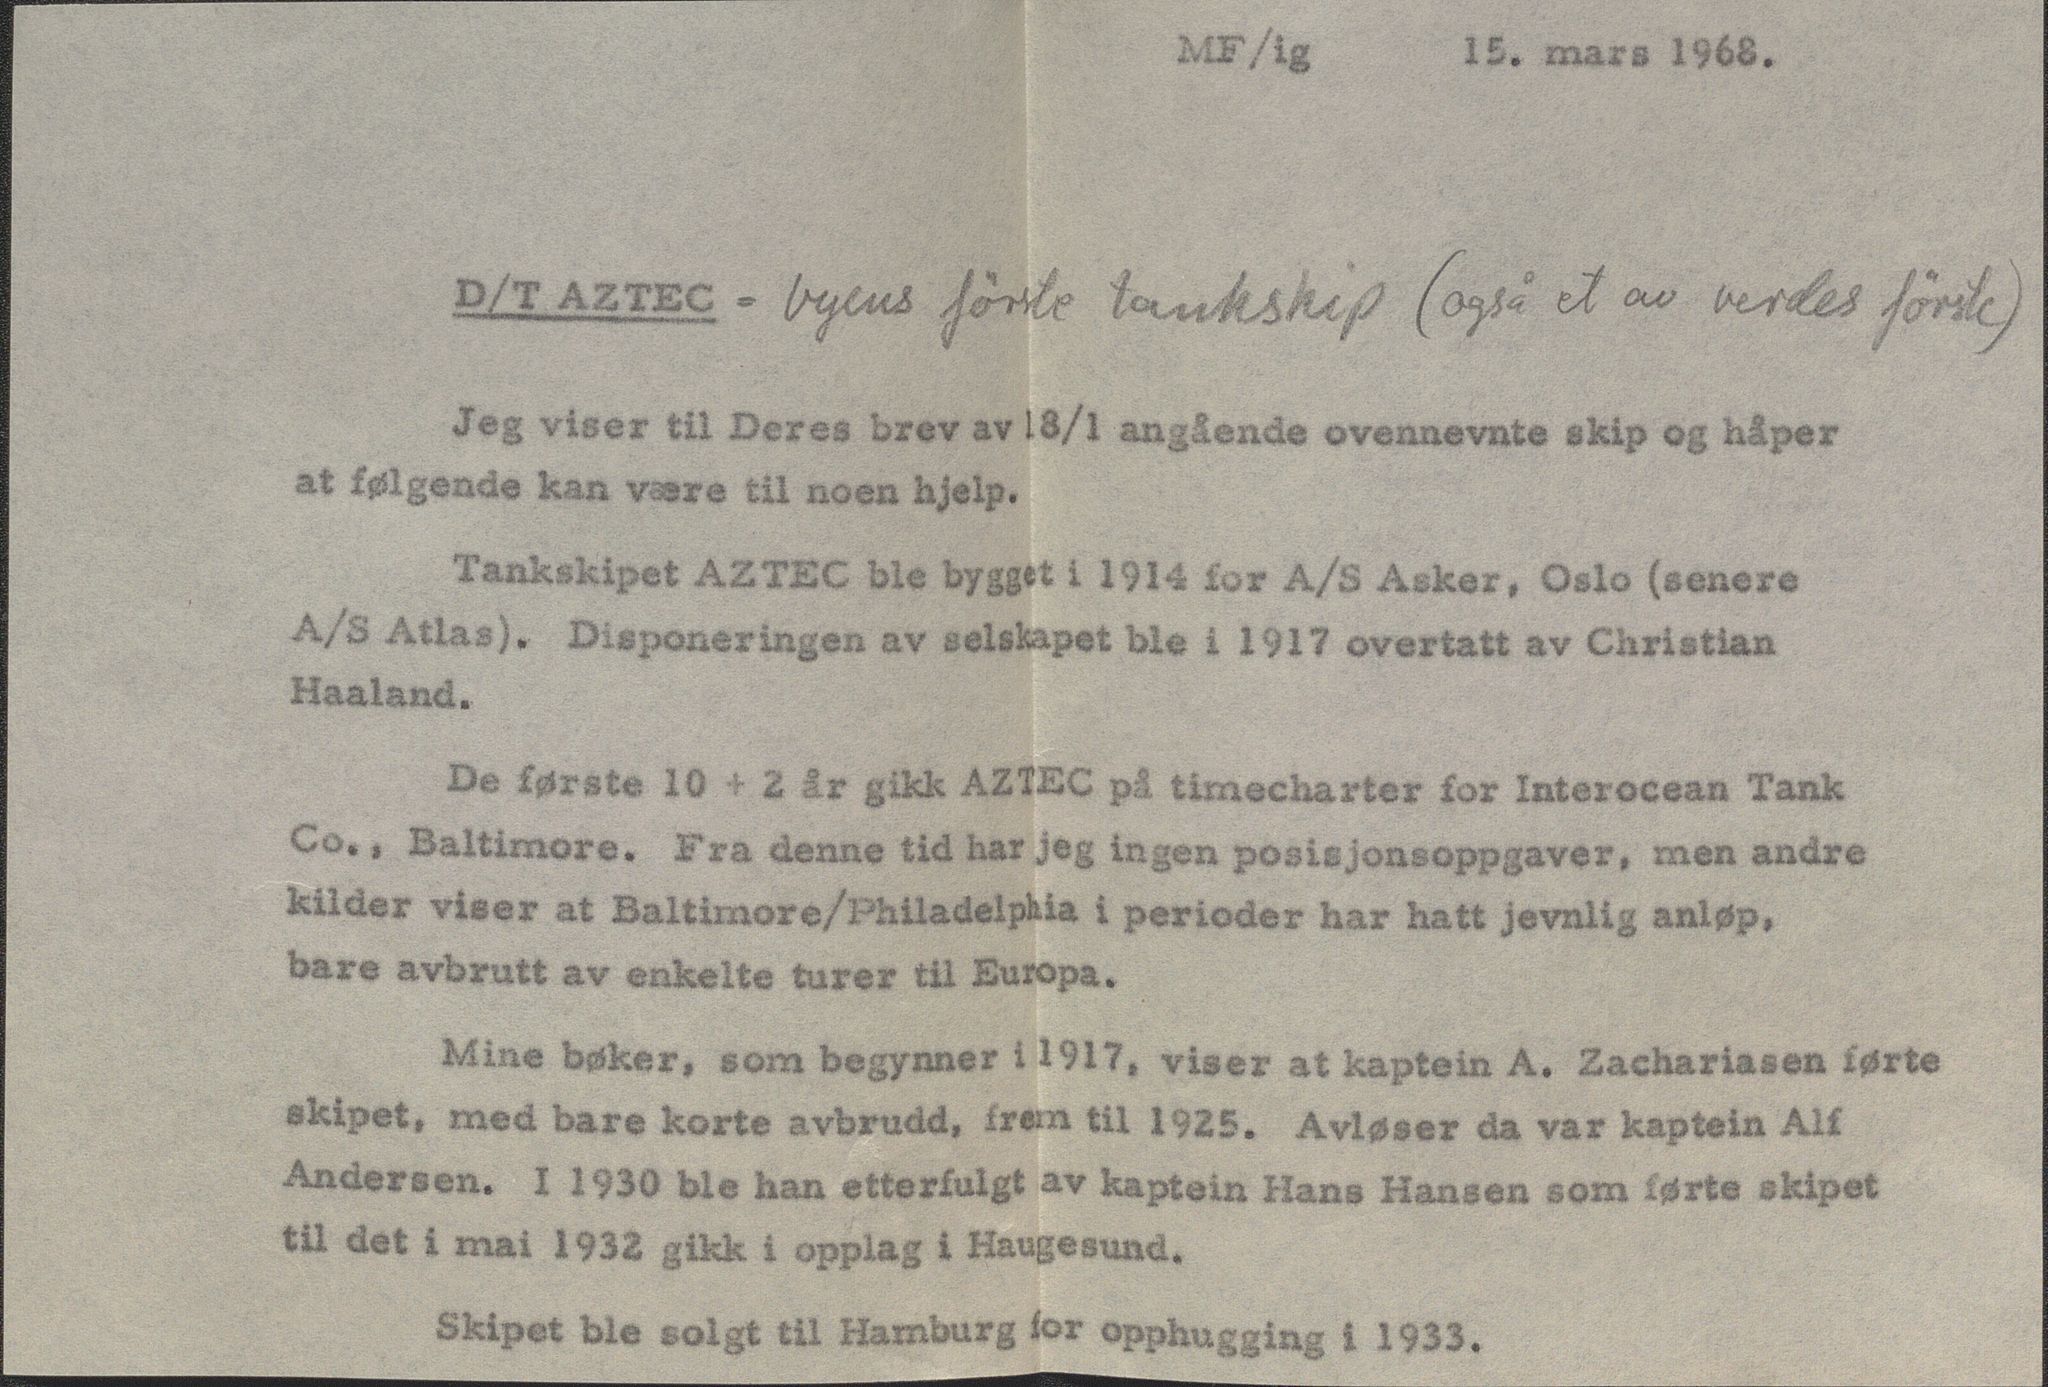 MF/ig 15. mars 1968.
D/T AZTEC - byens förste tankskip (også et av verdes förste)
Jeg viser til Deres brev av 18/1 angående ovennevnte skip og håper
at følgende kan være til noen hjelp.
Tankskipet AZTEC ble bygget i 1914 for A/S Asker, Oslo (senere
A/S Atlas). Disponeringen av selskapet ble i 1917 overtatt av Christian
Haaland.
De første 10 + 2 år gikk AZTEC på timecharter for Interocean Tank
Co., Baltimore. Fra denne tid har jeg ingen posisjonsoppgaver, men andre
kilder viser at Baltimore/Philadelphia i perioder har hatt jevnlig anløp,
bare avbrutt av enkelte turer til Europa.
Mine bøker, som begynner i 1917, viser at kaptein A. Zachariasen førte
skipet, med bare korte avbrudd, frem til 1925. Avløser da var kaptein Alf
Andersen. I 1930 ble han etterfulgt av kaptein Hans Hansen som førte skipet
til det i mai 1932 gikk i opplag i Haugesund.
Skipet ble solgt til Hamburg for opphugging i 1933.